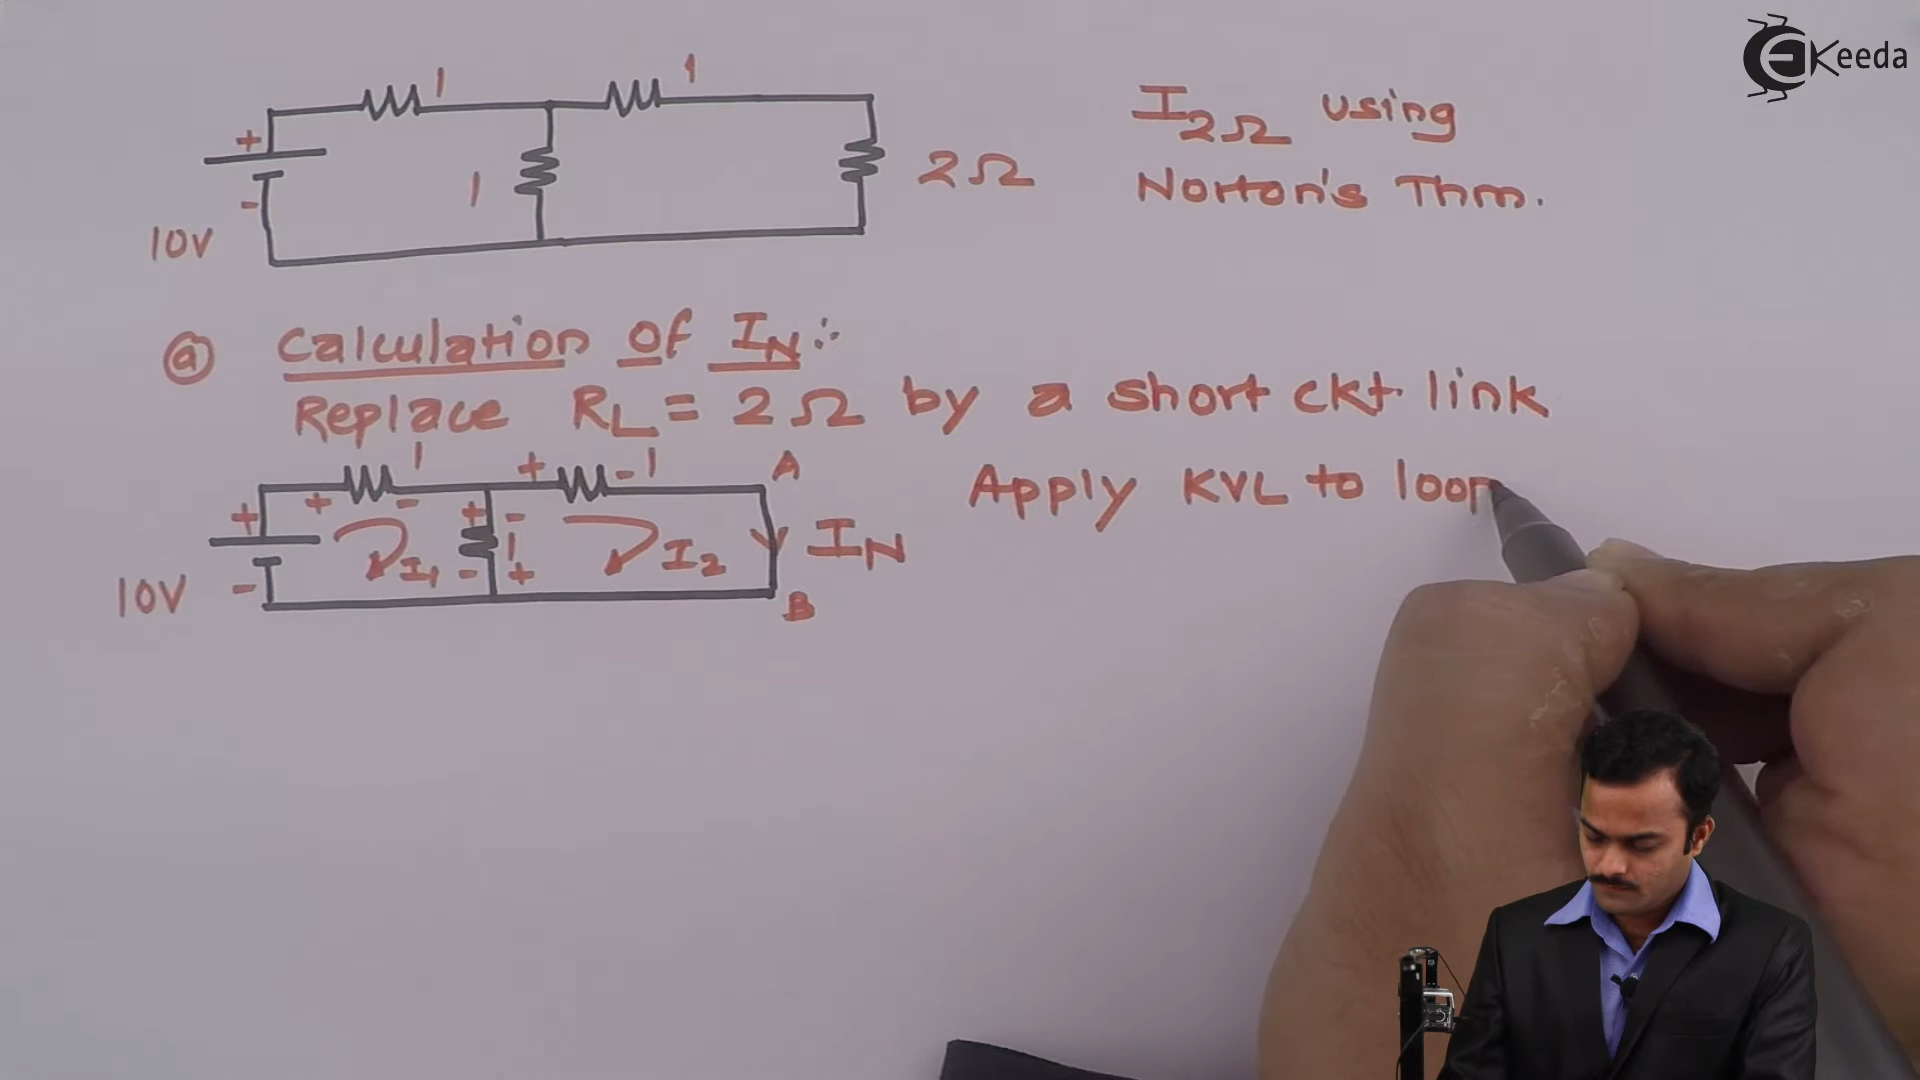 EKeeda
1 1
I2Ω using
+ 1 2Ω Norton's Thm.
-
10V
ⓐ Calculation of IN :
Replace RL = 2Ω by a short ckt link
1 + - 1 A Apply KVL to loop
+ -
+ + - IN
1
I1 - + I2
10V - B